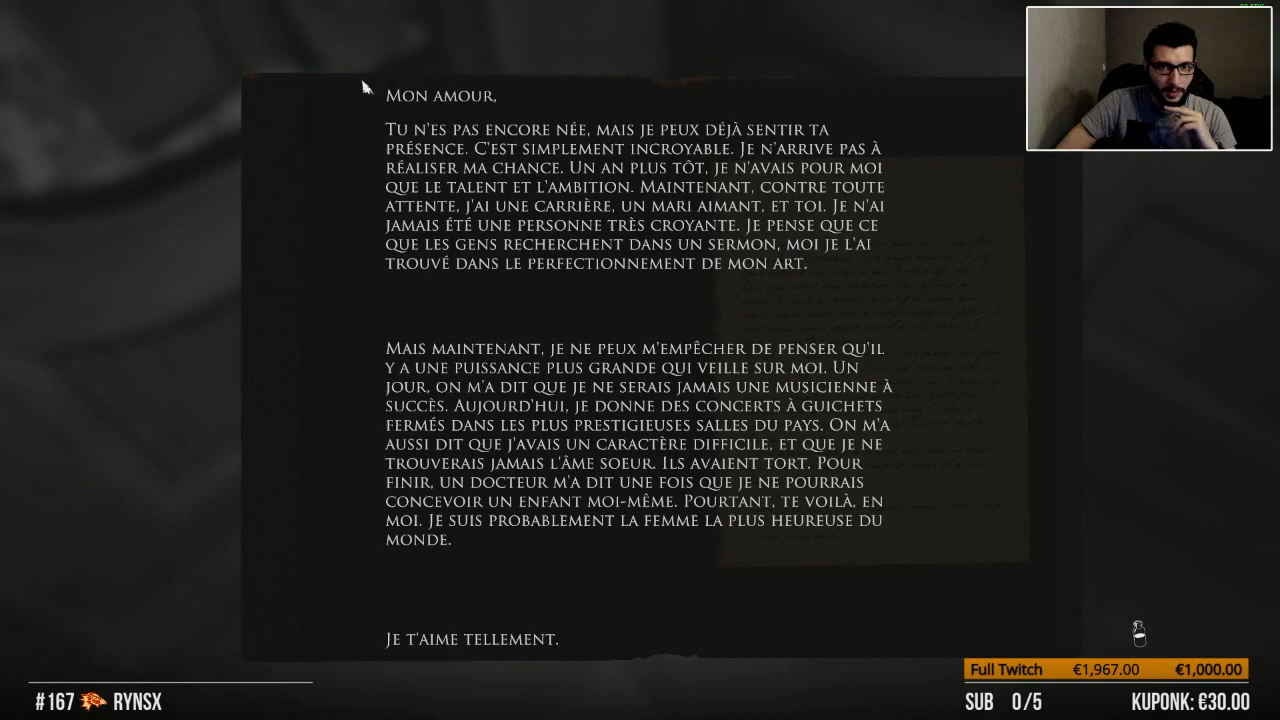 Mon amour,
Tu n'es pas encore née, mais je peux déjà sentir ta
présence. C'est simplement incroyable. Je n'arrive pas à
réaliser ma chance. Un an plus tôt, je n'avais pour moi
que le talent et l'ambition. Maintenant, contre toute
attente, j'ai une carrière, un mari aimant, et toi. Je n'ai
jamais été une personne très croyante. Je pense que ce
que les gens recherchent dans un sermon, moi je l'ai
trouvé dans le perfectionnement de mon art.
Mais maintenant, je ne peux m'empêcher de penser qu'il
y a une puissance plus grande qui veille sur moi. Un
jour, on m'a dit que je ne serais jamais une musicienne à
succès. Aujourd'hui, je donne des concerts à guichets
fermés dans les plus prestigieuses salles du pays. On m'a
aussi dit que j'avais un caractère difficile, et que je ne
trouverais jamais l'âme soeur. Ils avaient tort. Pour
finir, un docteur m'a dit une fois que je ne pourrais
concevoir un enfant moi-même. Pourtant, te voilà, en
moi. Je suis probablement la femme la plus heureuse du
monde.
Je t'aime tellement.
Full Twitch €1,967.00 €1,000.00
#167 RYNSX
SUB 0/5 KUPONK: €30.00